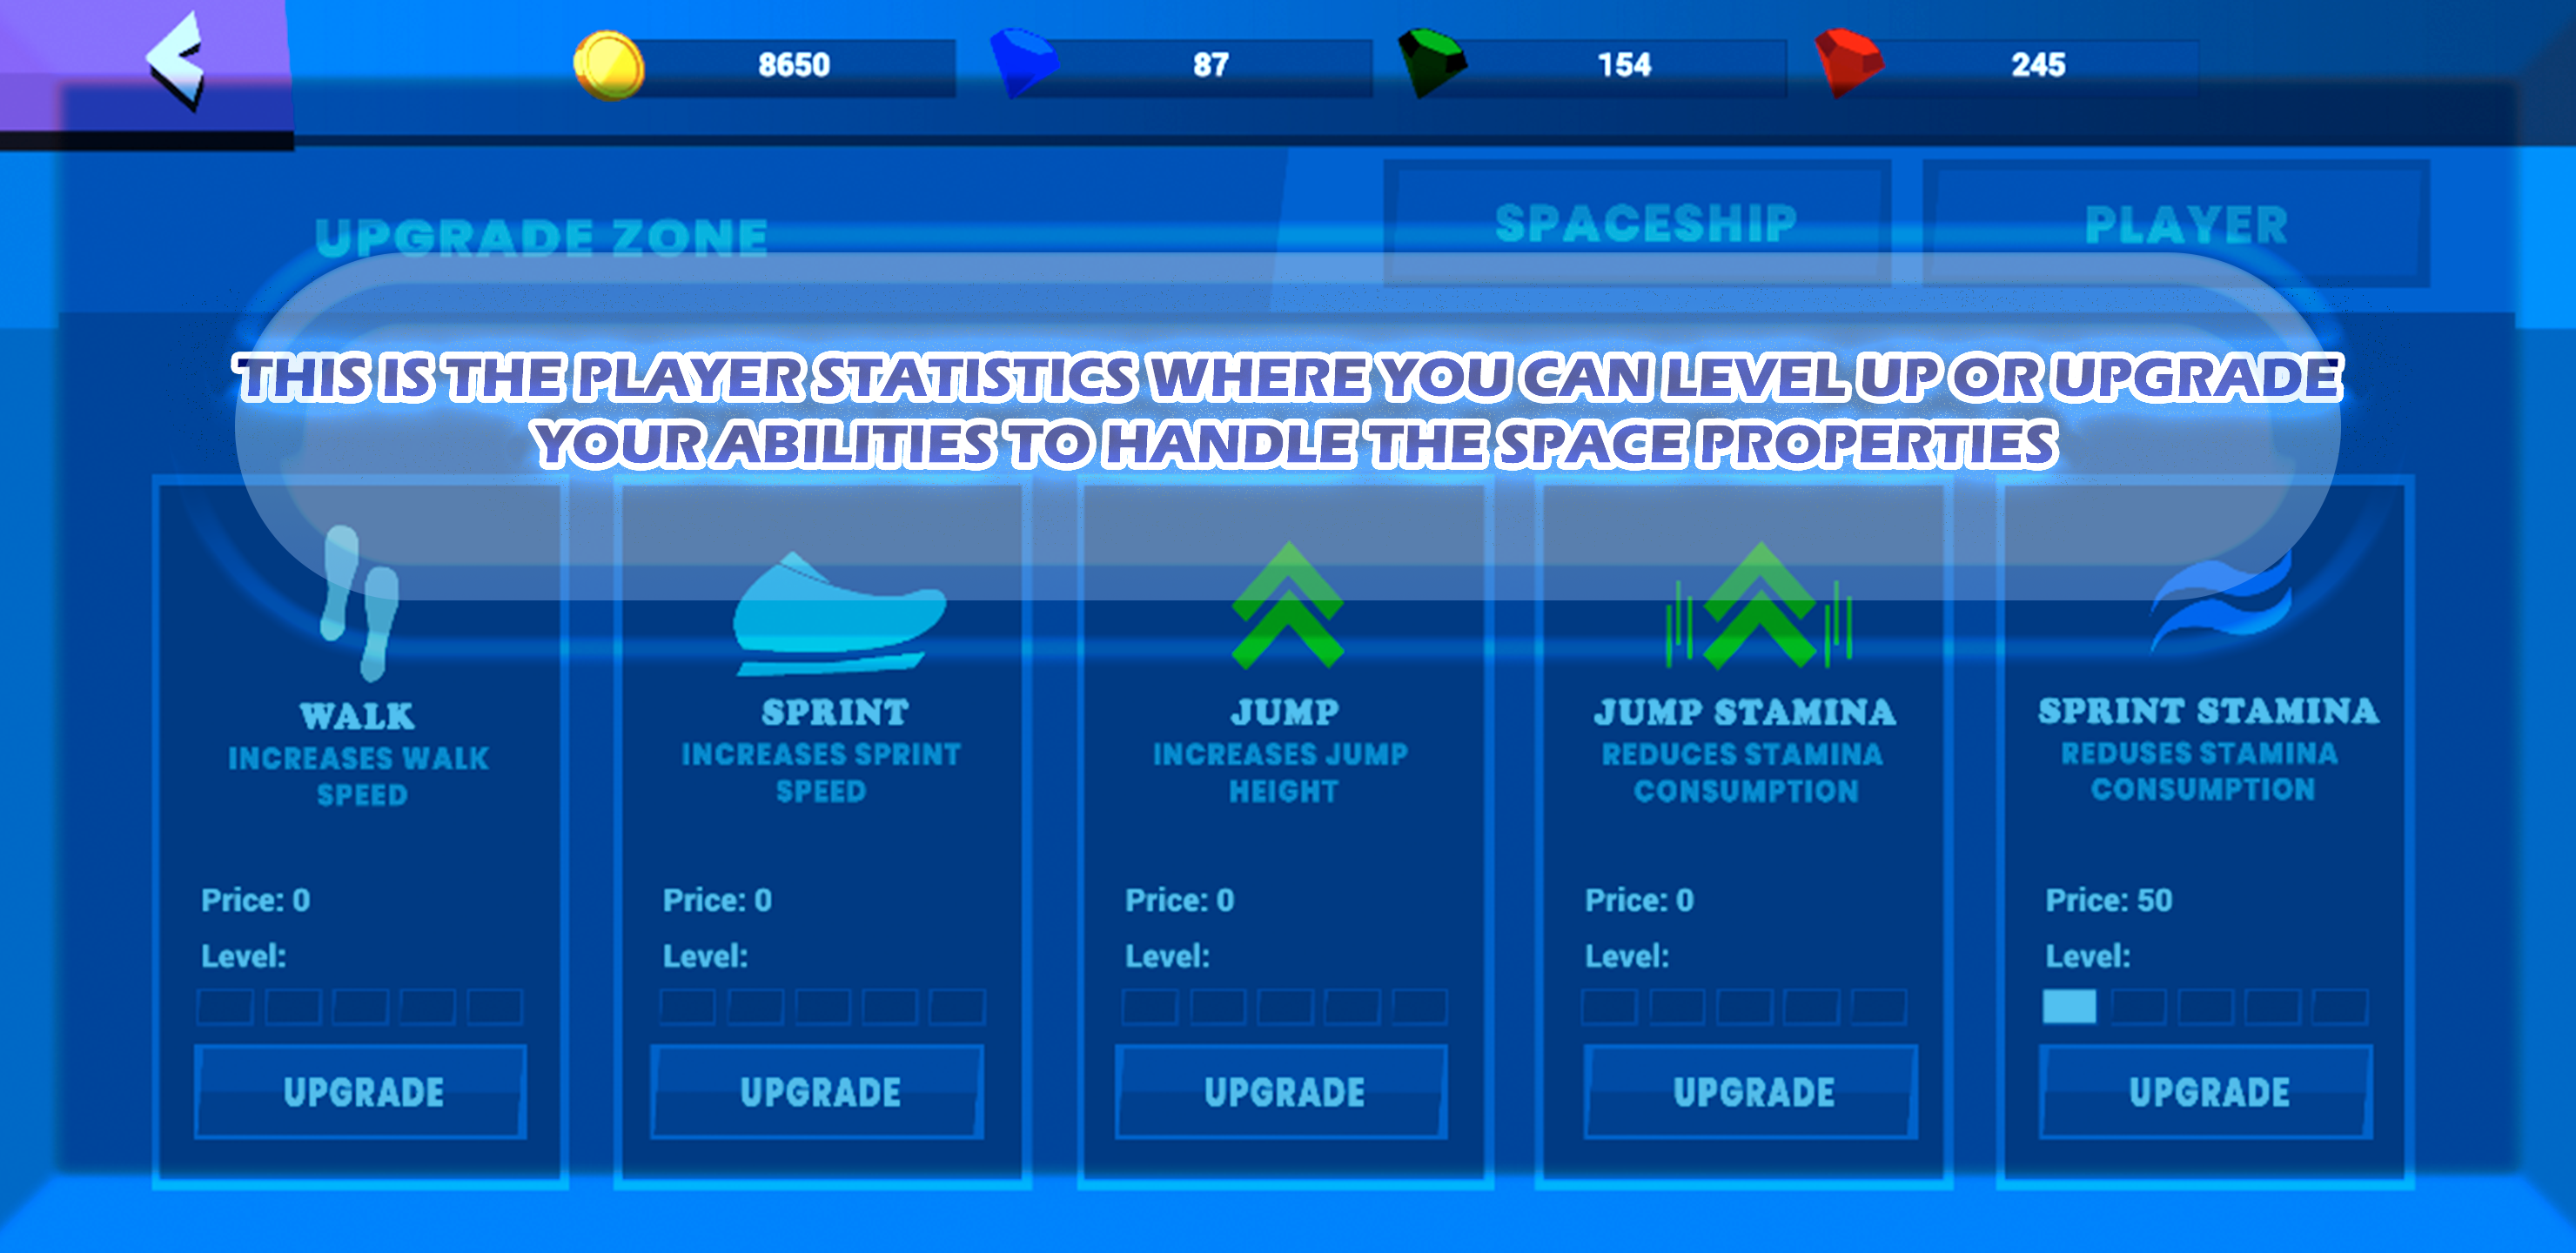 8650 87 154 245
UPGRADE ZONE SPACESHIP PLAYER
THIS IS THE PLAYER STATISTICS WHERE YOU CAN LEVEL UP OR UPGRADE
YOUR ABILITIES TO HANDLE THE SPACE PROPERTIES
WALK
INCREASES WALK
SPEED
Price: 0
Level:
UPGRADE
SPRINT
INCREASES SPRINT
SPEED
Price: 0
Level:
UPGRADE
JUMP
INCREASES JUMP
HEIGHT
Price: 0
Level:
UPGRADE
JUMP STAMINA
REDUCES STAMINA
CONSUMPTION
Price: 0
Level:
UPGRADE
SPRINT STAMINA
REDUSES STAMINA
CONSUMPTION
Price: 50
Level:
UPGRADE